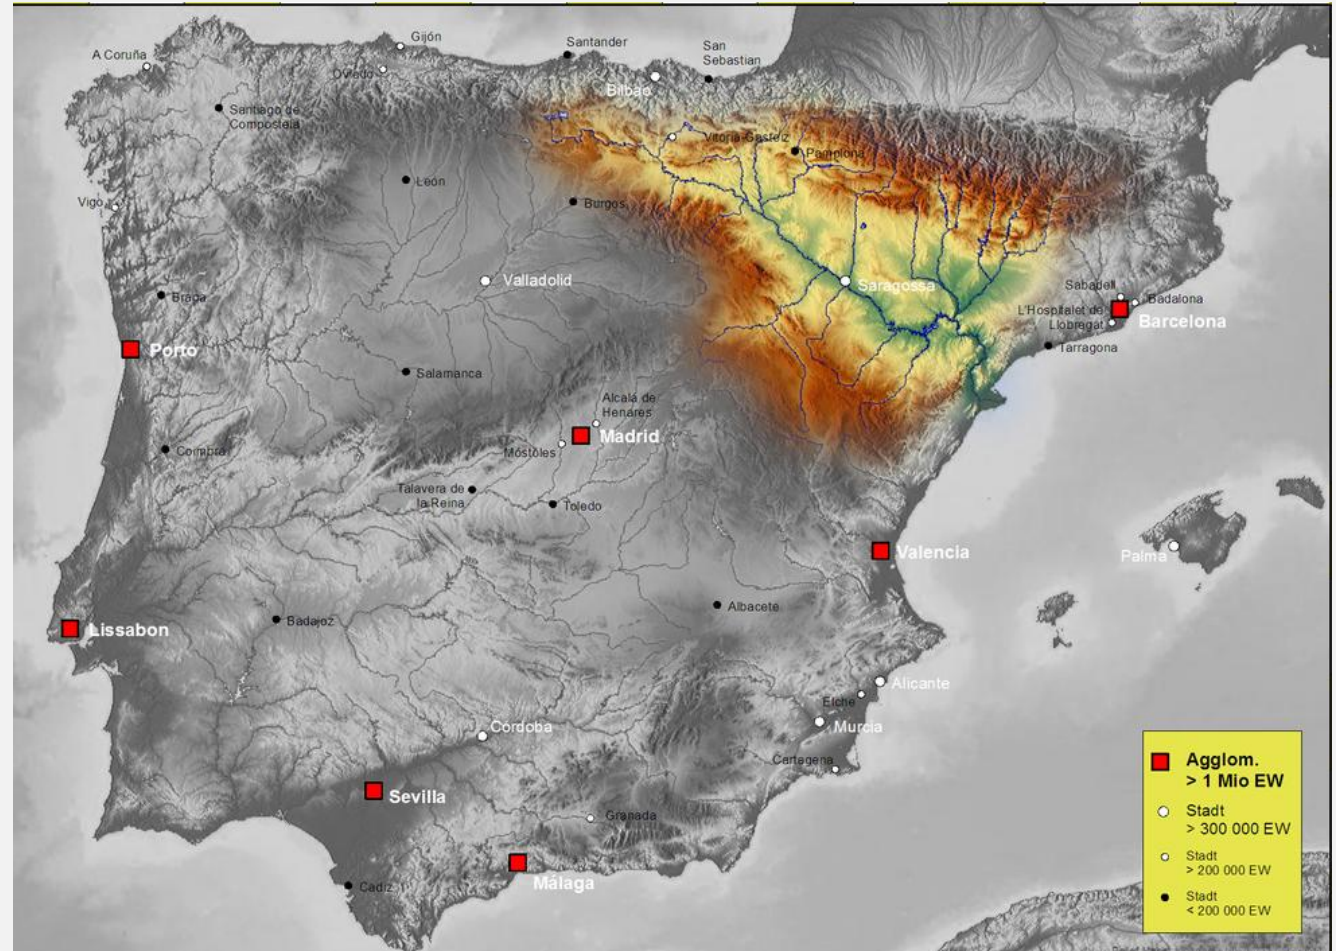 Gijón
Santander
San
Sebastian
A Coruña
Oviedo
Bilbao
Santiago de
Compostela
Vitoria-Gasteiz
Pamplona
León
Vigo
Burgos
Valladolid
Saragossa
Braga
Sabadell
Badalona
L'Hospitalet de
Llobregat
Barcelona
Porto
Tarragona
Salamanca
Alcalá de
Henares
Madrid
Móstoles
Coimbra
Talavera de
la Reina
Toledo
Valencia
Palma
Albacete
Badajoz
Lissabon
Alicante
Elche
Murcia
Córdoba
Cartagena
Sevilla
Granada
Málaga
Cadiz
Agglom.
> 1 Mio EW
Stadt
> 300 000 EW
Stadt
> 200 000 EW
Stadt
< 200 000 EW